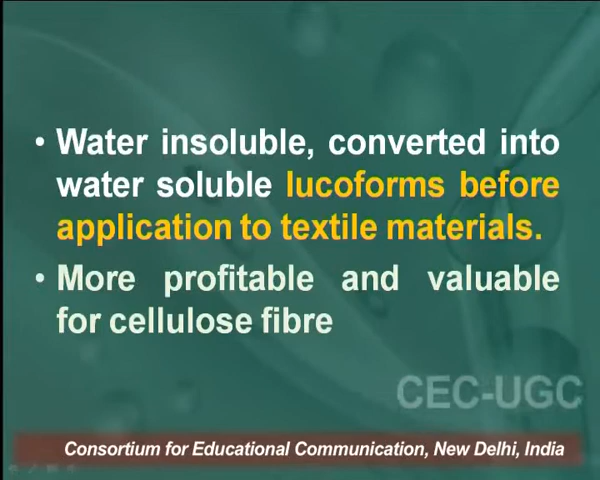 • Water insoluble, converted into
water soluble lucoforms before
application to textile materials.
• More profitable and valuable
for cellulose fibre
CEC-UGC
Consortium for Educational Communication, New Delhi, India